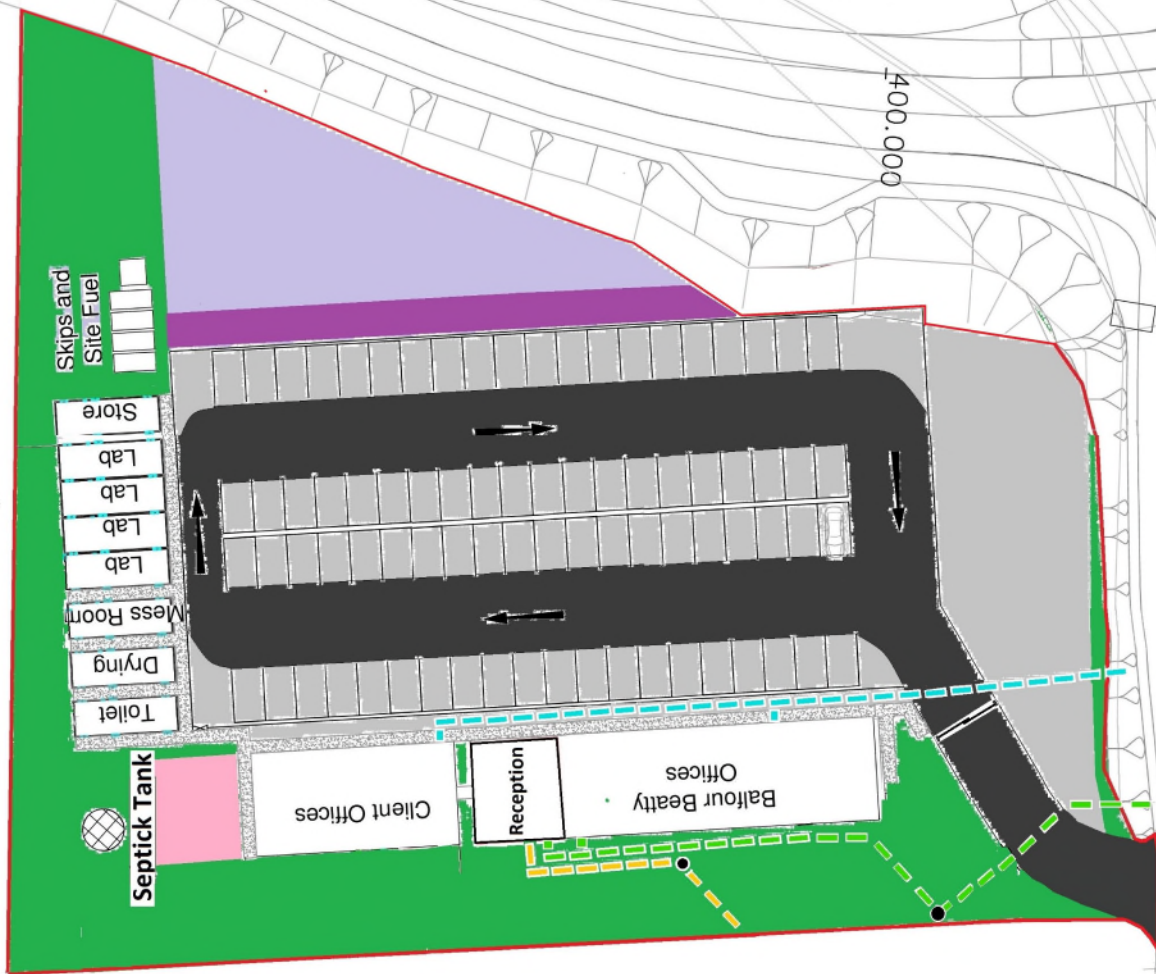 400.000
Skips and
Site Fuel
Store
Lab
Lab
Lab
Lab
Mess Room
Drying
Toilet
Septick Tank
Client Offices
Reception
Balfour Beatty
Offices